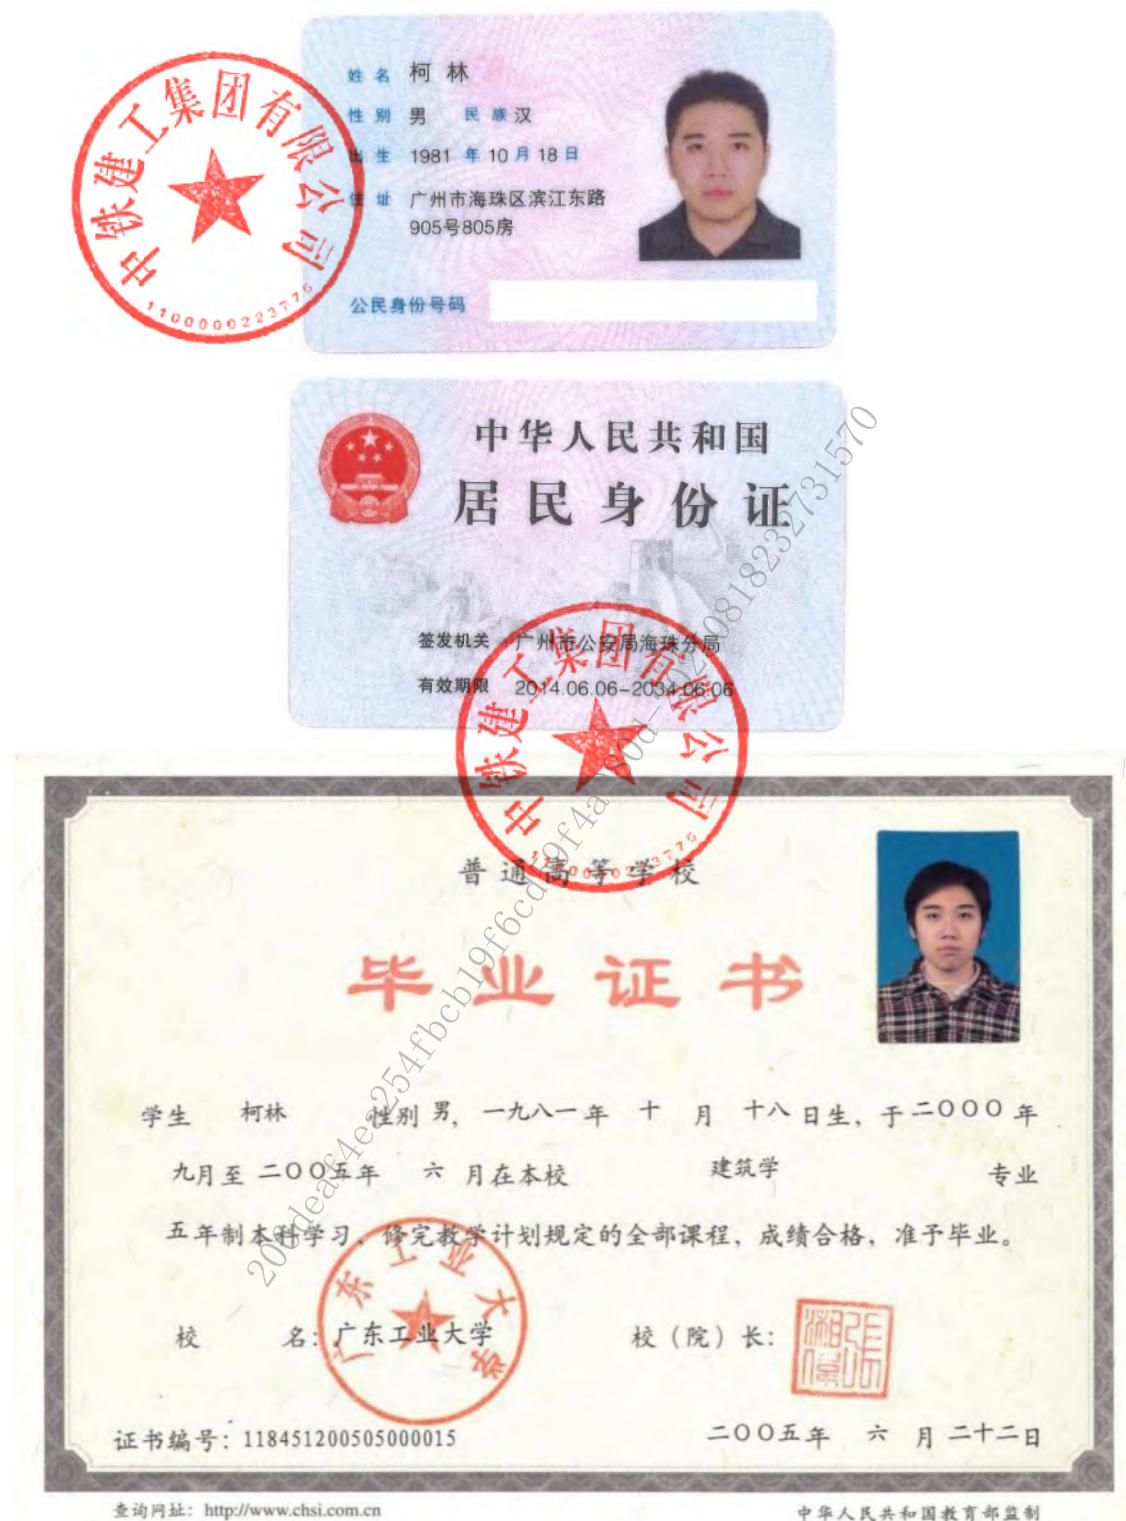 姓名 柯林
性别 男 民族 汉
出生 1981 年 10 月 18 日
住址 广州市海珠区滨江东路
905号805房
公民身份号码
中铁建工集团有限公司
1100000223775
中华人民共和国
居民身份证
签发机关 广州市公安局海珠分局
有效期限 2014.06.06-2034.06.06
中铁建工集团有限公司
普通高等学校
毕业证书
学生 柯林 性别 男，一九八一年 十 月 十八 日生，于二〇〇〇年
九月至 二〇〇五年 六 月在本校 建筑学 专业
五年制本科学习、修完教学计划规定的全部课程，成绩合格，准予毕业。
校 名：广东工业大学 校（院）长：
广东工业大学
证书编号：118451200505000015 二〇〇五年 六 月 二十二日
查询网址：http://www.chsi.com.cn 中华人民共和国教育部监制